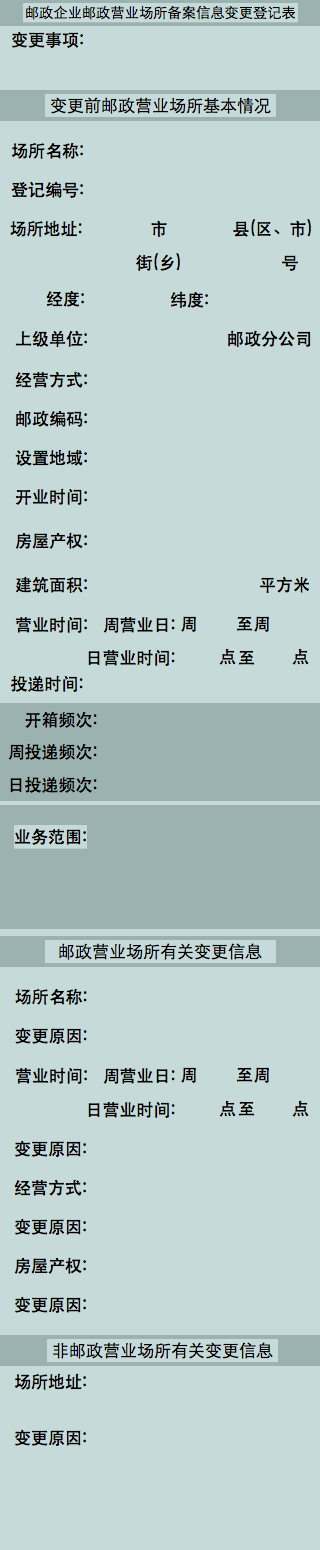 邮政企业邮政营业场所备案信息变更登记表
变更事项:
变更前邮政营业场所基本情况
场所名称:
登记编号:
场所地址: 市 县(区、市)
街(乡) 号
经度: 纬度:
上级单位: 邮政分公司
经营方式:
邮政编码:
设置地域:
开业时间:
房屋产权:
建筑面积: 平方米
营业时间: 周营业日: 周 至周
日营业时间: 点至 点
投递时间:
开箱频次:
周投递频次:
日投递频次:
业务范围:
邮政营业场所有关变更信息
场所名称:
变更原因:
营业时间: 周营业日: 周 至周
日营业时间: 点至 点
变更原因:
经营方式:
变更原因:
房屋产权:
变更原因:
非邮政营业场所有关变更信息
场所地址:
变更原因: